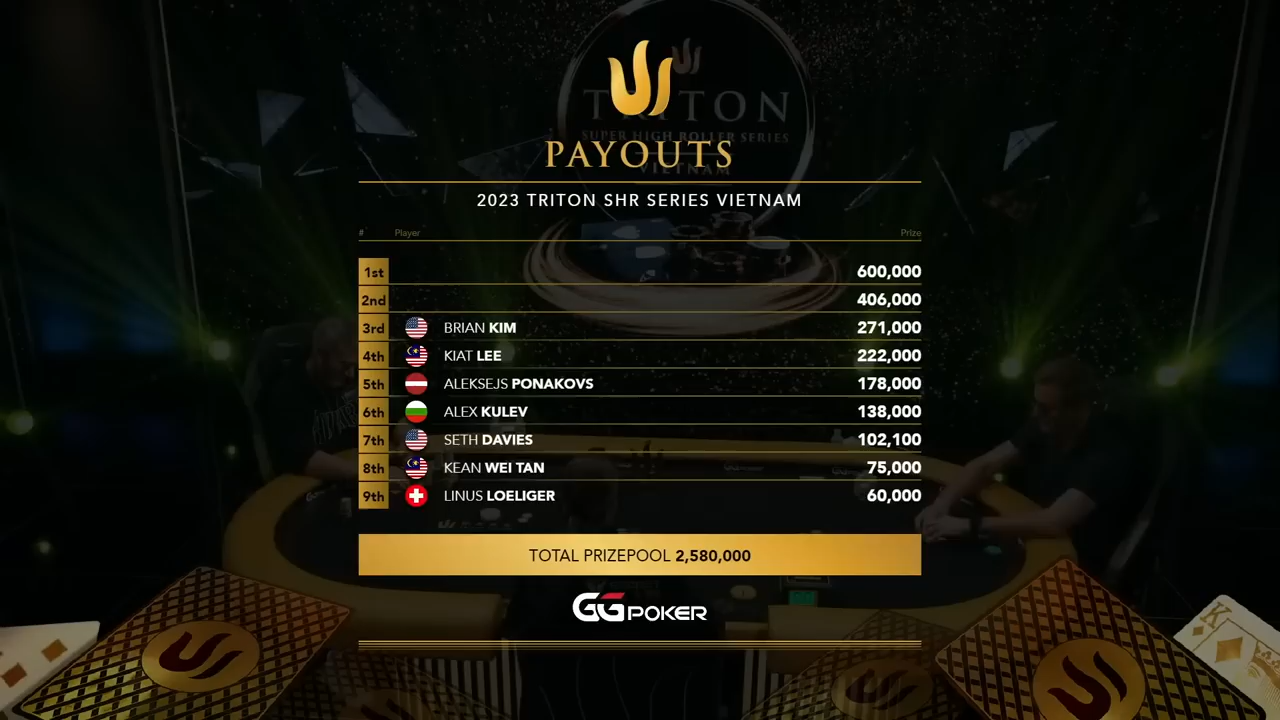 TRITON
SUPER HIGH ROLLER SERIES
VIETNAM
PAYOUTS
2023 TRITON SHR SERIES VIETNAM
# Player Prize
1st 600,000
2nd 406,000
3rd BRIAN KIM 271,000
4th KIAT LEE 222,000
5th ALEKSEJS PONAKOVS 178,000
6th ALEX KULEV 138,000
7th SETH DAVIES 102,100
8th KEAN WEI TAN 75,000
9th LINUS LOELIGER 60,000
TOTAL PRIZEPOOL 2,580,000
GGPOKER
K